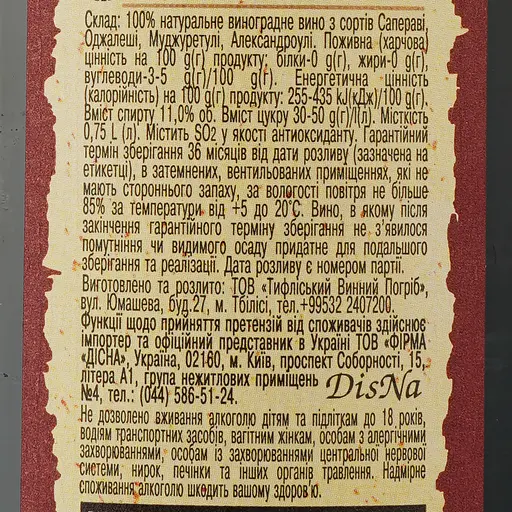 Склад: 100% натуральне виноградне вино з сортів Сапераві,
Оджалеші, Муджуретулі, Александроулі. Поживна (харчова)
цінність на 100 g(г) продукту: білки-0 g(г), жири-0 g(г),
вуглеводи-3-5 g(г)/100 g(г). Енергетична цінність
(калорійність) на 100 g(г) продукту: 255-435 kJ(кДж)/100 g(г).
Вміст спирту 11,0% об. Вміст цукру 30-50 g(г)/l(л). Місткість
0,75 L (л). Містить SO2 у якості антиоксиданту. Гарантійний
термін зберігання 36 місяців від дати розливу (зазначена на
етикетці), в затемнених, вентильованих приміщеннях, які не
мають стороннього запаху, за вологості повітря не більше
85% за температури від +5 до 20°С. Вино, в якому після
закінчення гарантійного терміну зберігання не з'явилося
помутніння чи видимого осаду придатне для подальшого
зберігання та реалізації. Дата розливу є номером партії.
Виготовлено та розлито: ТОВ «Тифліський Винний Погріб»,
вул. Юмашева, буд.27, м. Тбілісі, тел.+99532 2407200.
Функції щодо прийняття претензій від споживачів здійснює
імпортер та офіційний представник в Україні ТОВ «ФІРМА
«ДІСНА», Україна, 02160, м. Київ, проспект Соборності, 15,
літера А1, група нежитлових приміщень DisNa
№4, тел.: (044) 586-51-24.
Не дозволено вживання алкоголю дітям та підліткам до 18 років,
водіям транспортних засобів, вагітним жінкам, особам з алергічними
захворюваннями, особам із захворюваннями центральної нервової
системи, нирок, печінки та інших органів травлення. Надмірне
споживання алкоголю шкодить вашому здоров'ю.